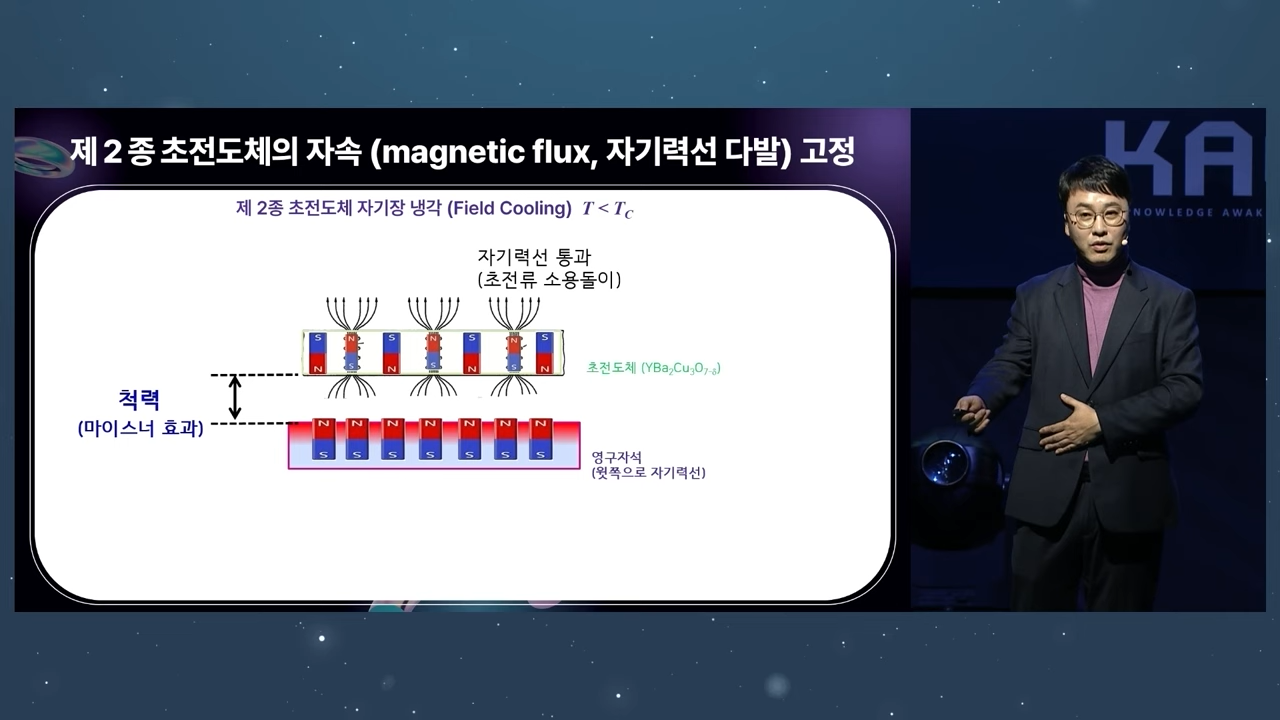 제 2 종 초전도체의 자속 (magnetic flux, 자기력선 다발) 고정
제 2종 초전도체 자기장 냉각 (Field Cooling) T < T_C
자기력선 통과
(초전류 소용돌이)
S N S N S N S
N S N S N S N
초전도체 (YBa₂Cu₃O₇₋δ)
척력
(마이스너 효과)
N N N N N N N
S S S S S S S
영구자석
(윗쪽으로 자기력선)
KA
NOWLEDGE AWAK